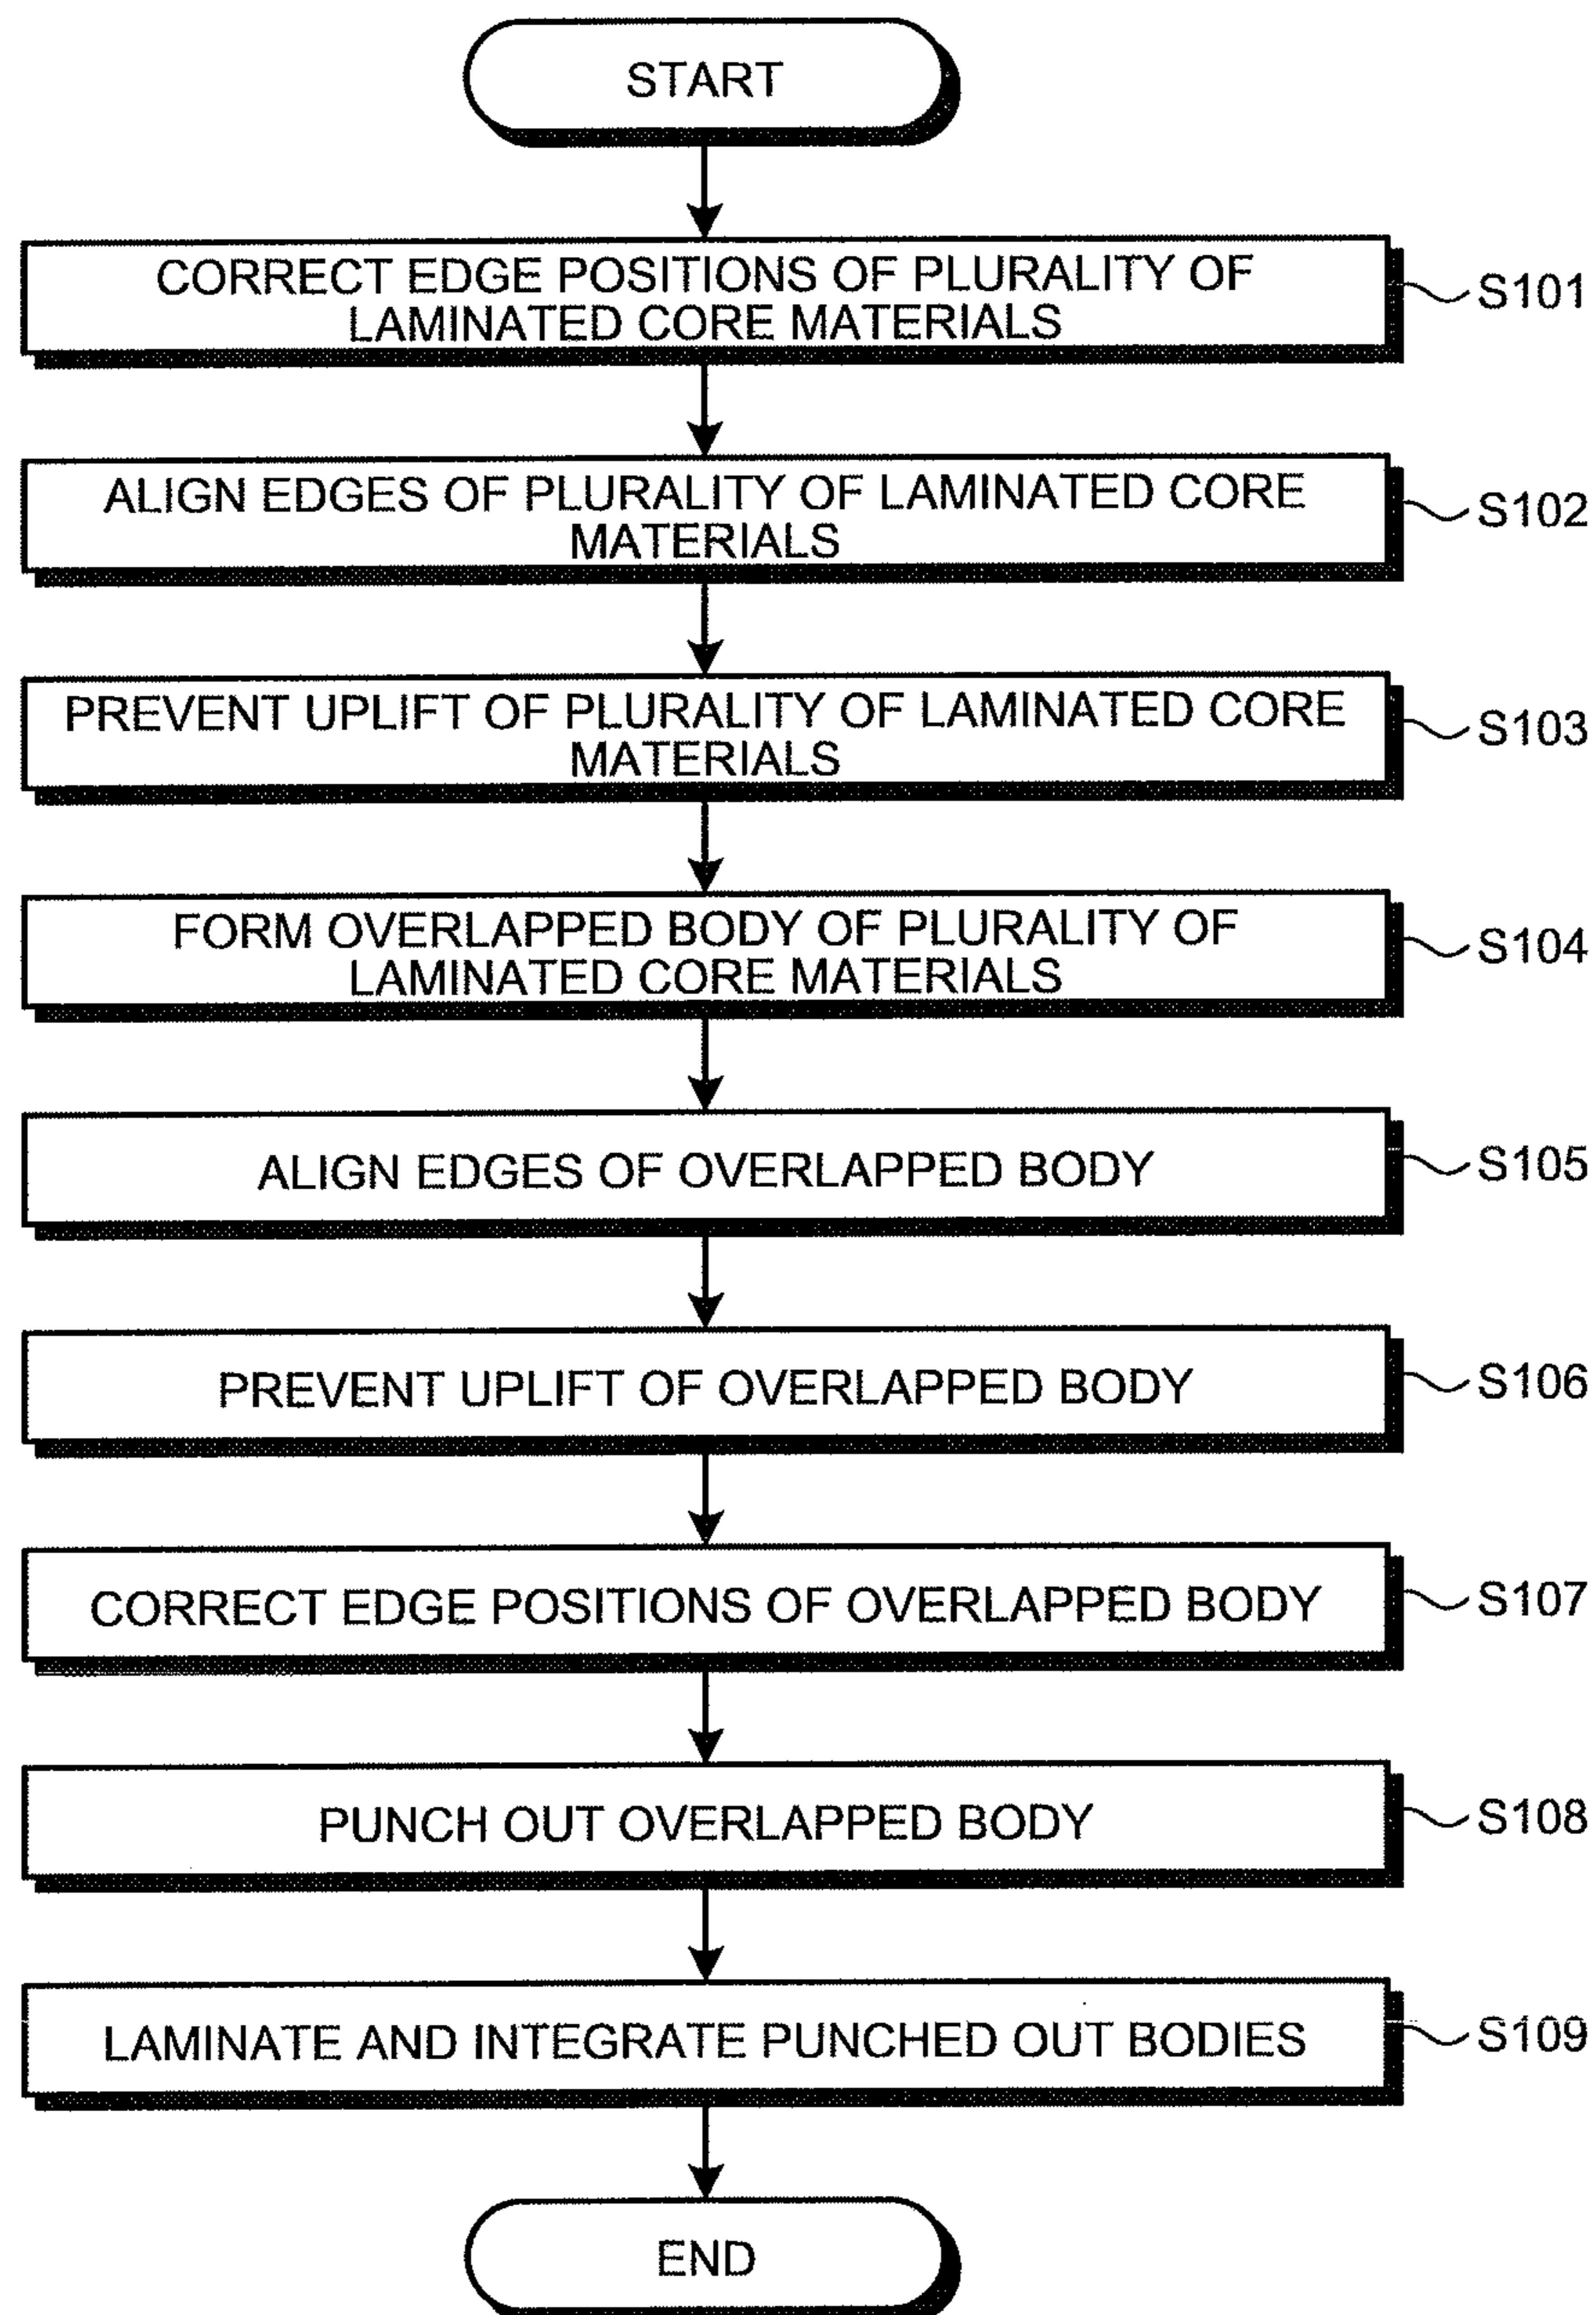 START
CORRECT EDGE POSITIONS OF PLURALITY OF
LAMINATED CORE MATERIALS
S101
ALIGN EDGES OF PLURALITY OF LAMINATED CORE
MATERIALS
S102
PREVENT UPLIFT OF PLURALITY OF LAMINATED CORE
MATERIALS
S103
FORM OVERLAPPED BODY OF PLURALITY OF
LAMINATED CORE MATERIALS
S104
ALIGN EDGES OF OVERLAPPED BODY
S105
PREVENT UPLIFT OF OVERLAPPED BODY
S106
CORRECT EDGE POSITIONS OF OVERLAPPED BODY
S107
PUNCH OUT OVERLAPPED BODY
S108
LAMINATE AND INTEGRATE PUNCHED OUT BODIES
S109
END